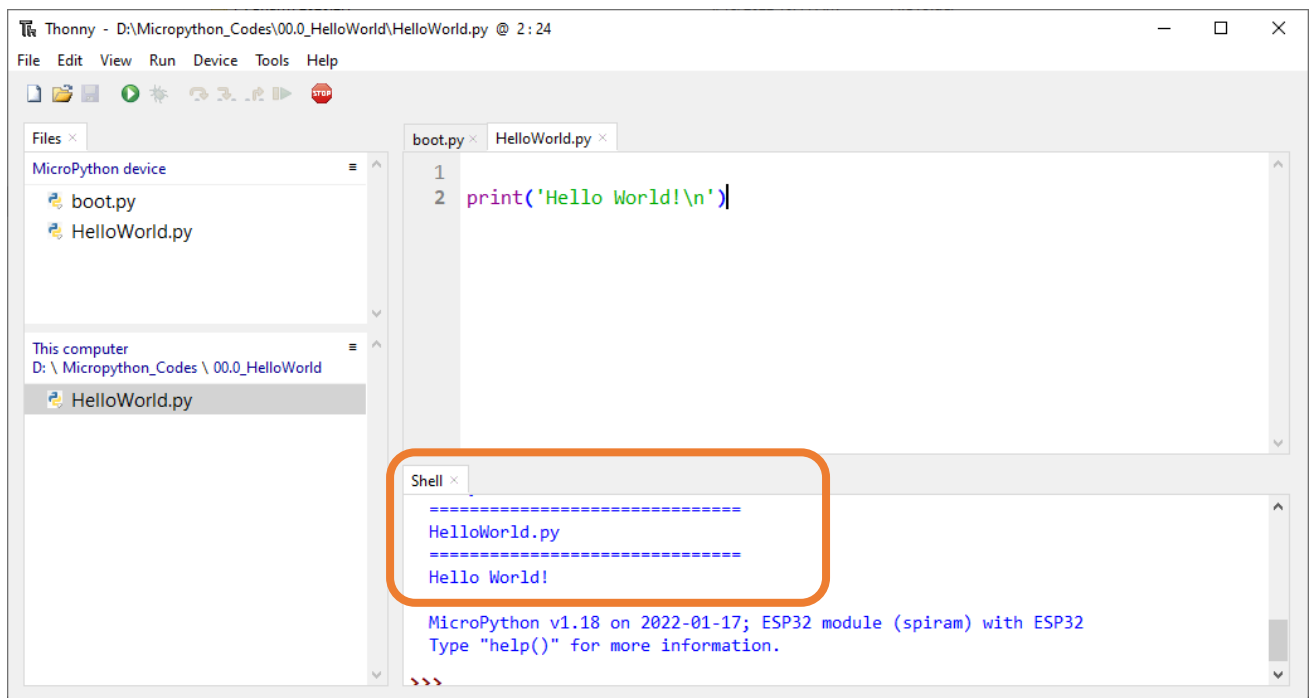 Thonny - D:\Micropython_Codes\00.0_HelloWorld\HelloWorld.py @ 2:24
File Edit View Run Device Tools Help
STOP
Files
MicroPython device
boot.py
HelloWorld.py
This computer
D: \ Micropython_Codes \ 00.0_HelloWorld
HelloWorld.py
boot.py HelloWorld.py
1
2 print('Hello World!\n')
Shell
===============================
HelloWorld.py
===============================
Hello World!
MicroPython v1.18 on 2022-01-17; ESP32 module (spiram) with ESP32
Type "help()" for more information.
>>>